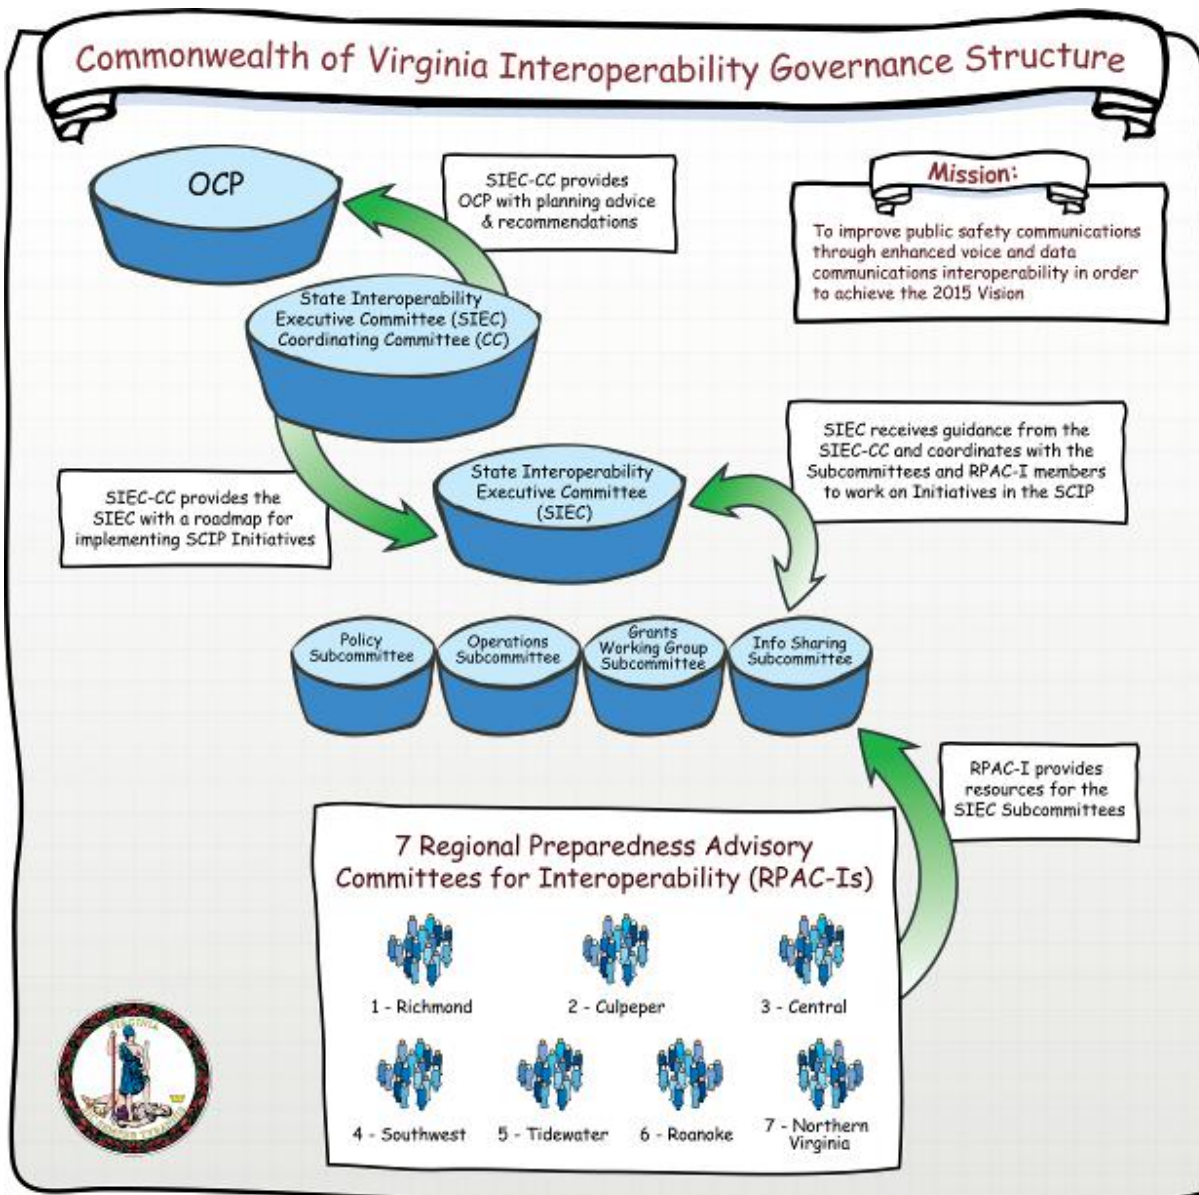 Commonwealth of Virginia Interoperability Governance Structure
OCP
SIEC-CC provides
OCP with planning advice
& recommendations
Mission:
To improve public safety communications
through enhanced voice and data
communications interoperability in order
to achieve the 2015 Vision
State Interoperability
Executive Committee (SIEC)
Coordinating Committee (CC)
SIEC receives guidance from the
SIEC-CC and coordinates with the
Subcommittees and RPAC-I members
to work on Initiatives in the SCIP
State Interoperability
Executive Committee
(SIEC)
SIEC-CC provides the
SIEC with a roadmap for
implementing SCIP Initiatives
Policy
Subcommittee
Operations
Subcommittee
Grants
Working Group
Subcommittee
Info Sharing
Subcommittee
RPAC-I provides
resources for the
SIEC Subcommittees
7 Regional Preparedness Advisory
Committees for Interoperability (RPAC-Is)
1 - Richmond
2 - Culpeper
3 - Central
4 - Southwest
5 - Tidewater
6 - Roanoke
7 - Northern
Virginia
VIRGINIA